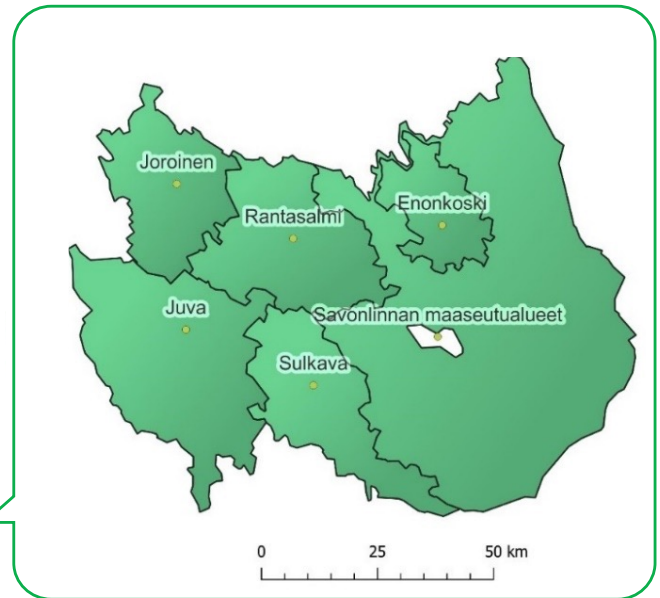 Joroinen
Enonkoski
Rantasalmi
Juva
Savonlinnan maaseutualueet
Sulkava
0 25 50 km